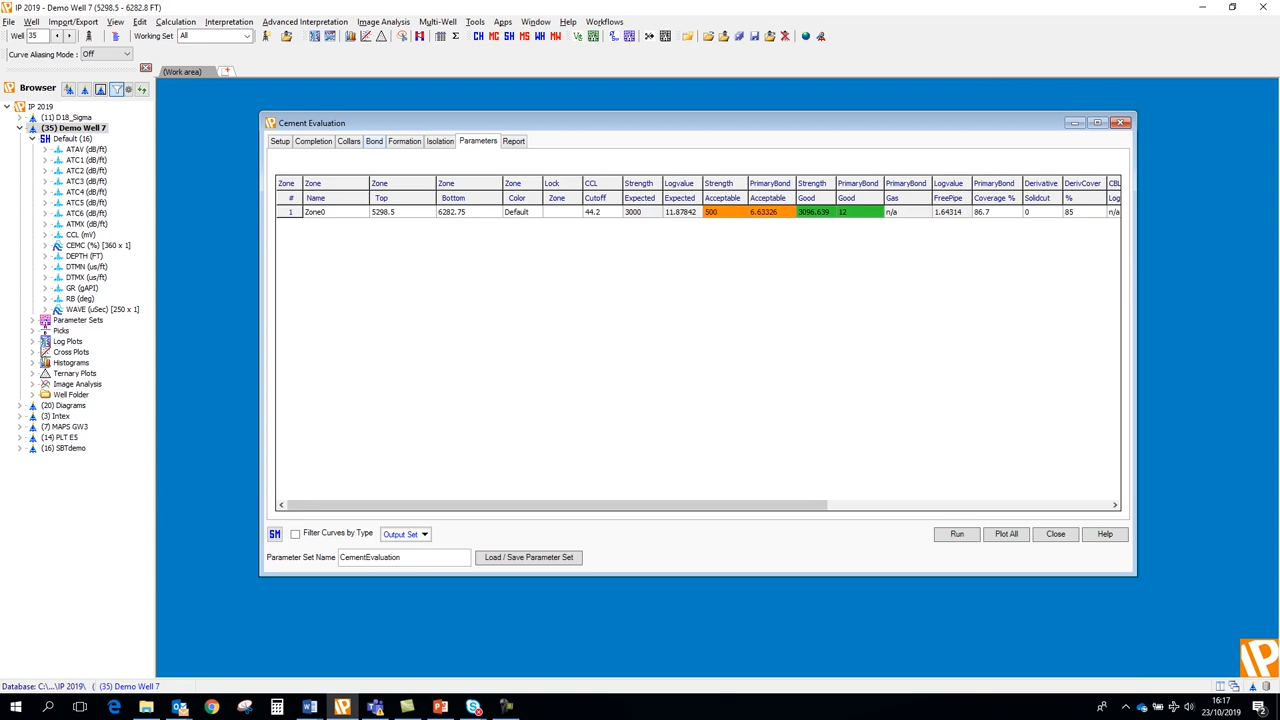 IP 2019 - Demo Well 7 (5298.5 - 6282.8 FT)
File Well Import/Export View Edit Calculation Interpretation Advanced Interpretation Image Analysis Multi-Well Tools Apps Window Help Workflows
Well 35 Working Set All CH MC SH MS WH MW
Curve Aliasing Mode : Off
(Work area)
Browser
IP 2019
(11) D18_Sigma
(35) Demo Well 7
SH Default (16)
ATAV (dB/ft)
ATC1 (dB/ft)
ATC2 (dB/ft)
ATC3 (dB/ft)
ATC4 (dB/ft)
ATC5 (dB/ft)
ATC6 (dB/ft)
ATMX (dB/ft)
CCL (mV)
CEMC (%) [360 x 1]
DEPTH (FT)
DTMN (us/ft)
DTMX (us/ft)
GR (gAPI)
RB (deg)
WAVE (uSec) [250 x 1]
Parameter Sets
Picks
Log Plots
Cross Plots
Histograms
Ternary Plots
Image Analysis
Well Folder
(20) Diagrams
(3) Intex
(7) MAPS GW3
(14) PLT E5
(16) SBTdemo
Cement Evaluation
Setup Completion Collars Bond Formation Isolation Parameters Report
Zone Zone Zone Zone Zone Lock CCL Strength Logvalue Strength PrimaryBond Strength PrimaryBond PrimaryBond Logvalue PrimaryBond Derivative DerivCover CBL
# Name Top Bottom Color Zone Cutoff Expected Expected Acceptable Acceptable Good Good Gas FreePipe Coverage % Solidcut % Log
1 Zone0 5298.5 6282.75 Default 44.2 3000 11.87842 500 6.63326 3096.639 12 n/a 1.64314 86.7 0 85 n/a
SM Filter Curves by Type Output Set Run Plot All Close Help
Parameter Set Name CementEvaluation Load / Save Parameter Set
Database: C:\...\IP 2019\ ( (35) Demo Well 7
16:17
23/10/2019